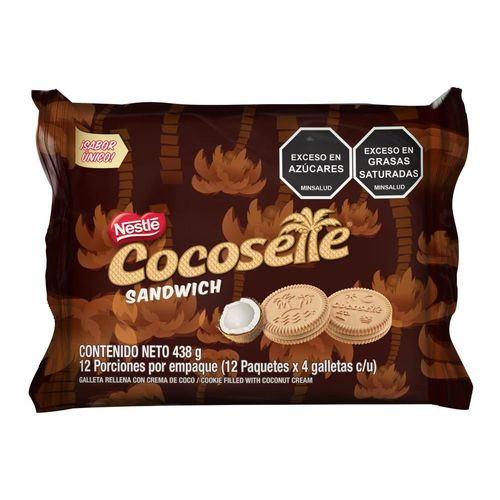 ¡SABOR
ÚNICO!
EXCESO EN
AZÚCARES
MINSALUD
EXCESO EN
GRASAS
SATURADAS
MINSALUD
Nestlé
Cocosette
SANDWICH
Cocosette
CONTENIDO NETO 438 g
12 Porciones por empaque (12 Paquetes x 4 galletas c/u)
GALLETA RELLENA CON CREMA DE COCO / COOKIE FILLED WITH COCONUT CREAM